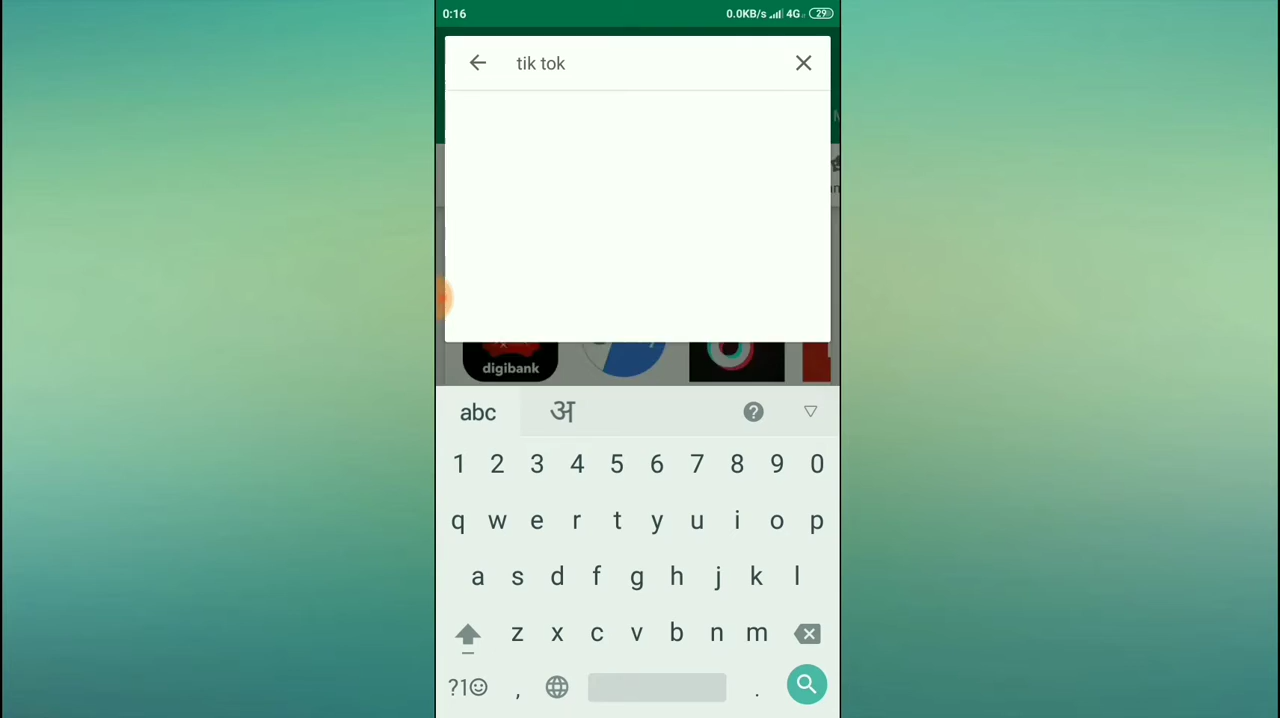 0:16 0.0KB/s 4G 29
tik tok
digibank
abc अ ?
1 2 3 4 5 6 7 8 9 0
q w e r t y u i o p
a s d f g h j k l
z x c v b n m
?1☺ , .